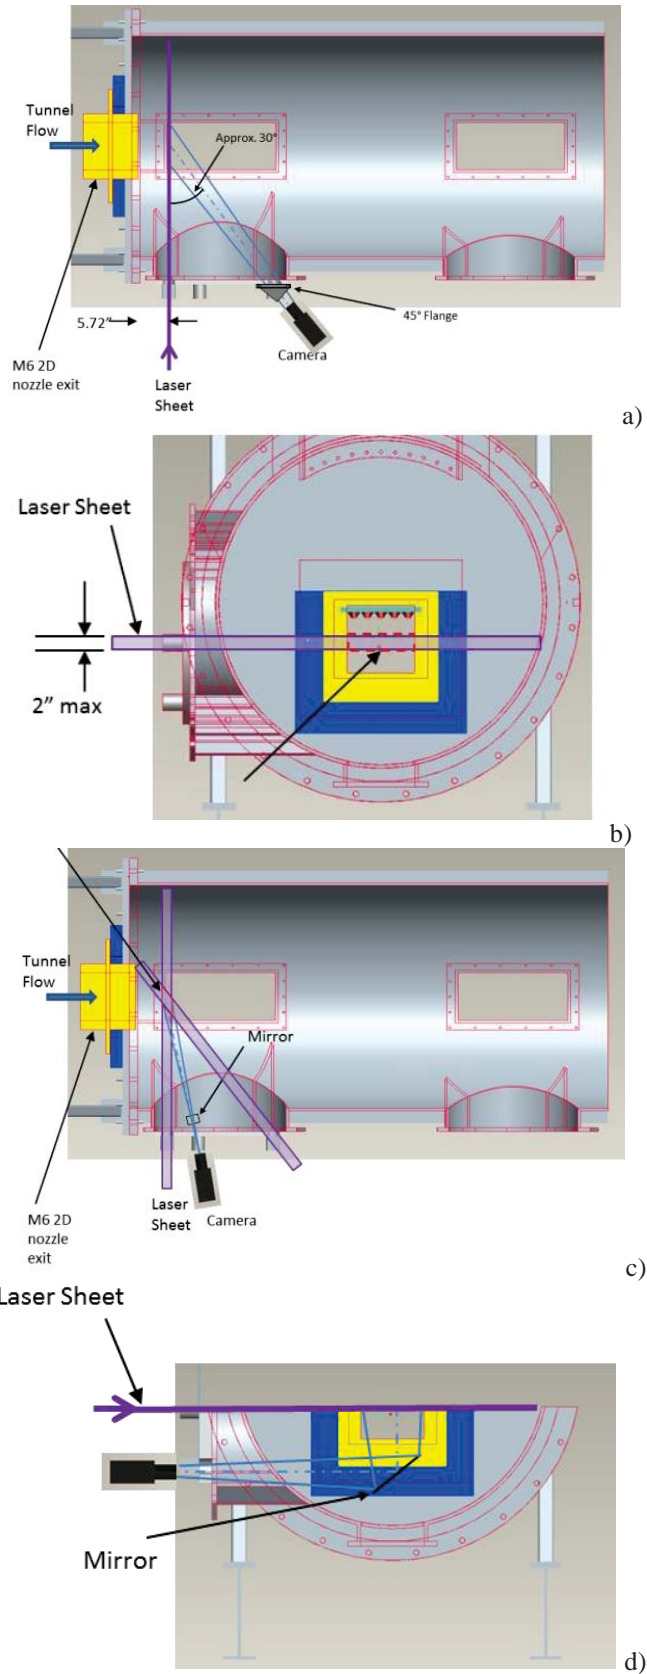 a)
Tunnel
Flow
Approx. 30°
5.72"
45° Flange
Camera
M6 2D
nozzle exit
Laser
Sheet
Laser Sheet
2" max
b)
Tunnel
Flow
Mirror
Laser
Sheet
Camera
M6 2D
nozzle
exit
c)
Laser Sheet
Mirror
d)